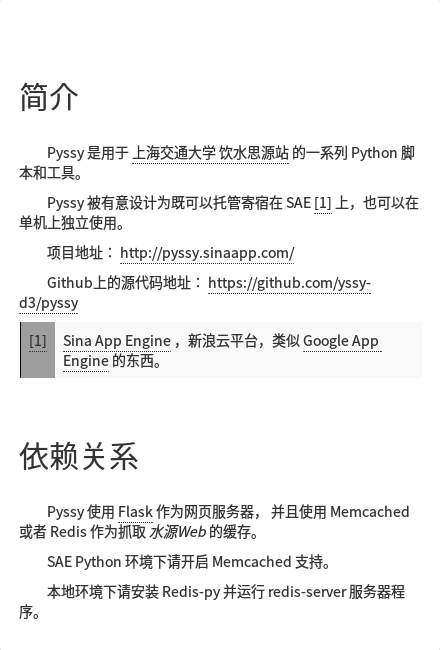 简介
Pyssy 是用于 上海交通大学 饮水思源站 的一系列 Python 脚
本和工具。
Pyssy 被有意设计为既可以托管寄宿在 SAE [1] 上，也可以在
单机上独立使用。
项目地址： http://pyssy.sinaapp.com/
Github上的源代码地址： https://github.com/yssy-
d3/pyssy
[1] Sina App Engine ，新浪云平台，类似 Google App
Engine 的东西。
依赖关系
Pyssy 使用 Flask 作为网页服务器， 并且使用 Memcached
或者 Redis 作为抓取 水源Web 的缓存。
SAE Python 环境下请开启 Memcached 支持。
本地环境下请安装 Redis-py 并运行 redis-server 服务器程
序。